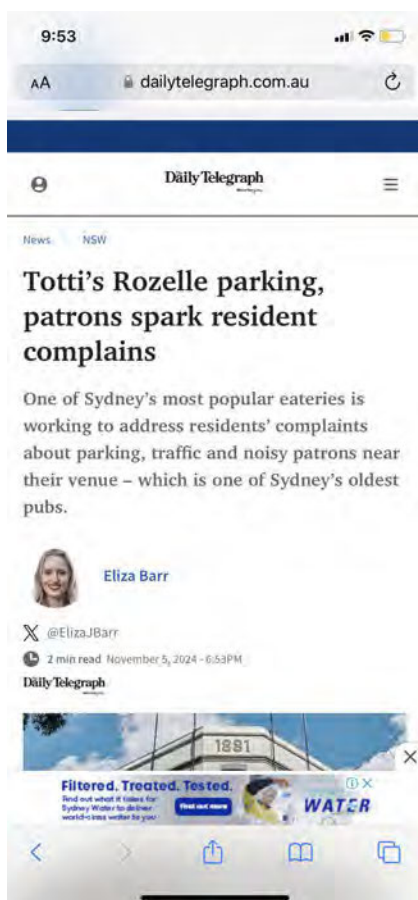 9:53
AA dailytelegraph.com.au
The Daily Telegraph
News NSW
Totti's Rozelle parking,
patrons spark resident
complains
One of Sydney's most popular eateries is
working to address residents' complaints
about parking, traffic and noisy patrons near
their venue – which is one of Sydney's oldest
pubs.
Eliza Barr
@ElizaJBarr
2 min read November 5, 2024 - 6:53PM
Daily Telegraph
1881
Filtered. Treated. Tested.
Find out what it takes for
Sydney Water to deliver
world-class water to you
Find out more
WATER